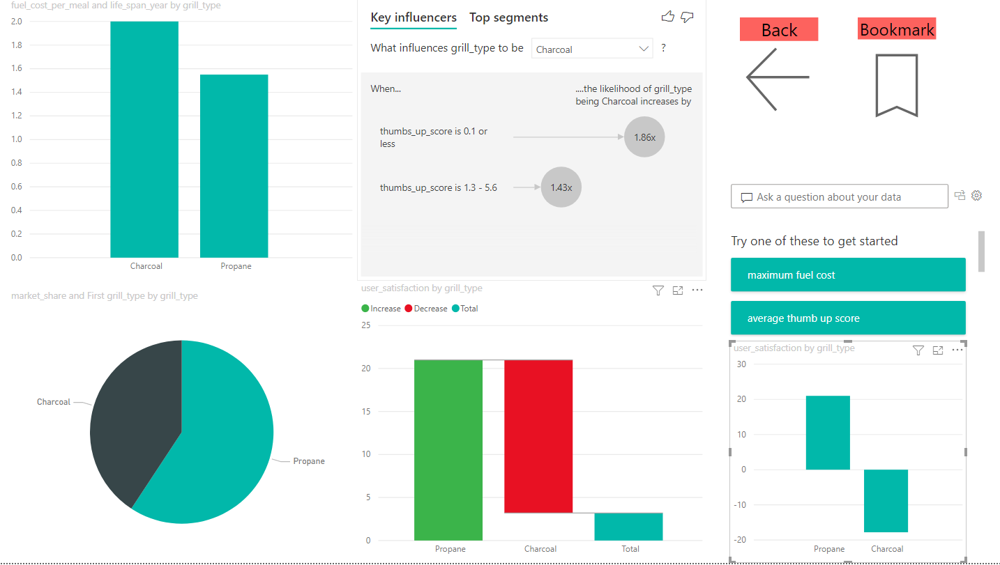 fuel_cost_per_meal and life_span_year by grill_type
2.0
1.8
1.6
1.4
1.2
1.0
0.8
0.6
0.4
0.2
0.0
Charcoal Propane
Key influencers Top segments
What influences grill_type to be Charcoal ?
When...
....the likelihood of grill_type
being Charcoal increases by
thumbs_up_score is 0.1 or
less
1.86x
thumbs_up_score is 1.3 - 5.6
1.43x
Back
Bookmark
Ask a question about your data
Try one of these to get started
maximum fuel cost
average thumb up score
market_share and First grill_type by grill_type
Charcoal
Propane
user_satisfaction by grill_type
Increase Decrease Total
25
20
15
10
5
0
Propane Charcoal Total
user_satisfaction by grill_type
30
20
10
0
-10
-20
Propane Charcoal